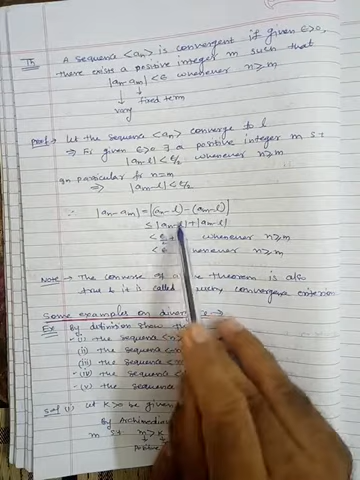 Th A sequence <an> is convergent if given ε>0,
there exists a positive integer m such that
|an-am|<ε whenever n≥m
↓ ↓
vary fixed term
Proof → Let the sequence <an> converge to l
⇒ For given ε>0 ∃ a positive integer m s.t
|an-l|<ε/2 whenever n≥m
In particular for n=m
⇒ |am-l|<ε/2
∵ |an-am| = |(an-l)-(am-l)|
≤ |an-l|+|am-l|
< ε whenever n≥m
< ε whenever n≥m
Note → The converse of above theorem is also
true & it is called convergence criterion
Some examples on →
Ex By definition show
(i) the sequence <n>
(ii) the sequence
(iii) the sequence
(iv) the sequence
(v) the sequence
Sol (i) Let K>0 be given
By Archimedian
m s.t m>K